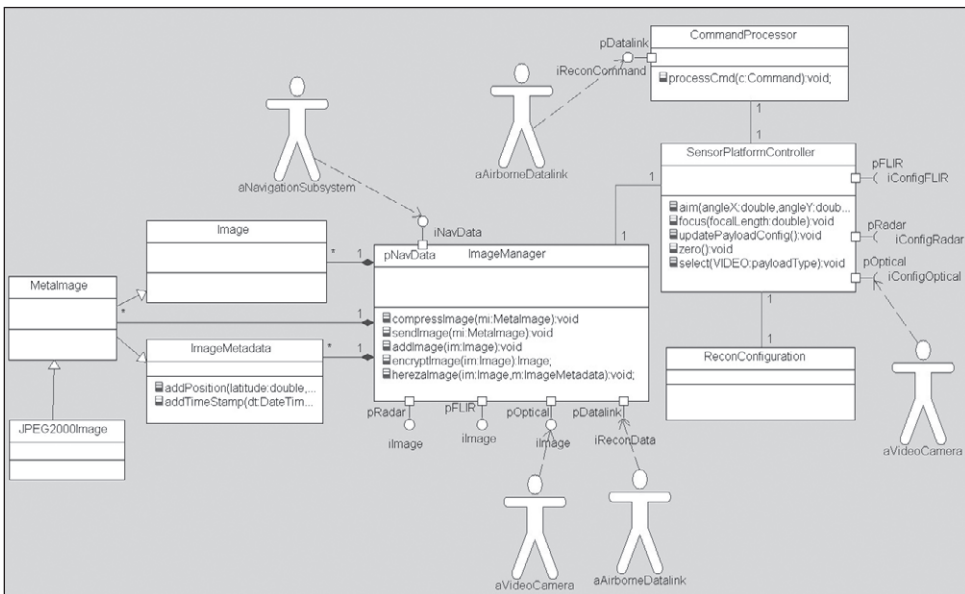 CommandProcessor
pDatalink
iReconCommand
processCmd(c:Command):void;
1
1
aNavigationSubsystem
aAirborneDatalink
SensorPlatformController
pFLIR
iConfigFLIR
aim(angleX:double,angleY:doub...
focus(focalLength:double):void
updatePayloadConfig():void
zero():void
select(VIDEO:payloadType):void
pRadar
iConfigRadar
pOptical
iConfigOptical
1
1
1
1
iNavData
pNavData
ImageManager
Image
*
1
MetaImage
*
1
compressImage(mi:MetaImage):void
sendImage(mi:MetaImage):void
addImage(im:Image):void
encryptImage(im:Image):Image;
herezaImage(im:Image,m:ImageMetadata):void;
ImageMetadata
*
1
addPosition(latitude:double,...
addTimeStamp(dt:DateTim...
ReconConfiguration
JPEG2000Image
pRadar
iImage
pFLIR
iImage
pOptical
iImage
pDatalink
iReconData
aVideoCamera
aVideoCamera
aAirborneDatalink